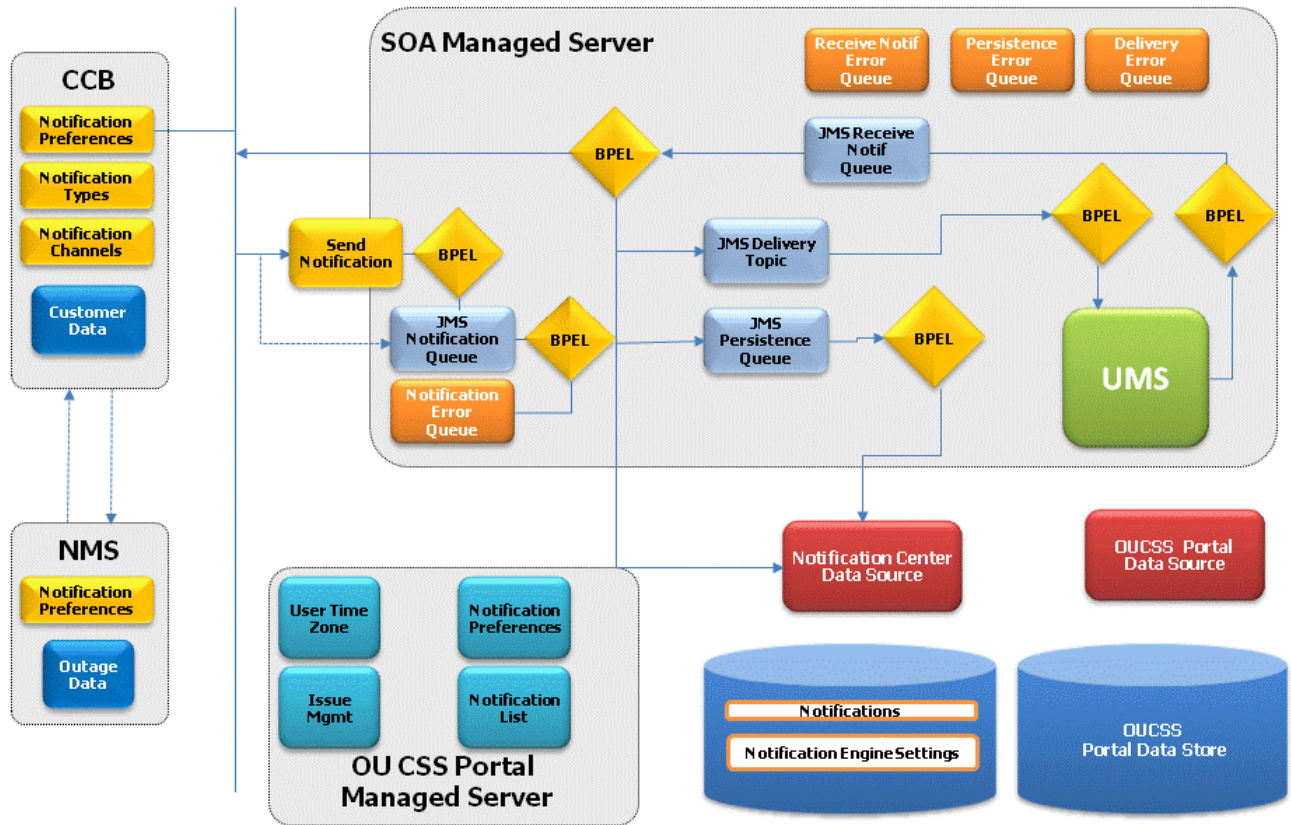 SOA Managed Server
Receive Notif
Error
Queue
Persistence
Error
Queue
Delivery
Error
Queue
CCB
Notification
Preferences
Notification
Types
Notification
Channels
Customer
Data
BPEL
JMS Receive
Notif
Queue
BPEL
BPEL
Send
Notification
BPEL
JMS Delivery
Topic
JMS
Notification
Queue
BPEL
JMS
Persistence
Queue
BPEL
UMS
Notification
Error
Queue
NMS
Notification
Preferences
Outage
Data
User Time
Zone
Notification
Preferences
Issue
Mgmt
Notification
List
OU CSS Portal
Managed Server
Notification Center
Data Source
OUCSS Portal
Data Source
Notifications
Notification Engine Settings
OUCSS
Portal Data Store